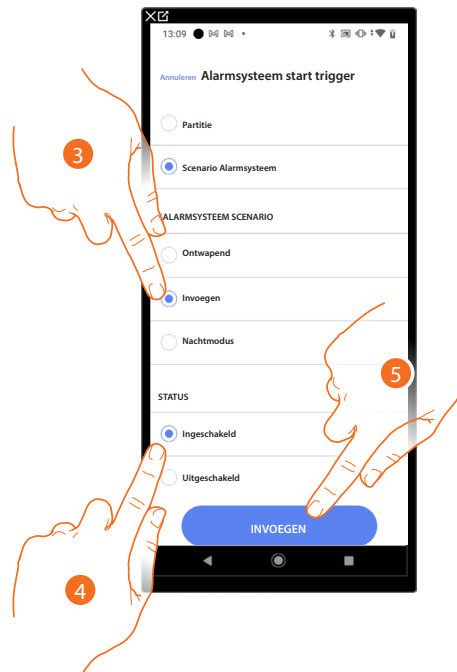 13:09
Annuleren Alarmsysteem start trigger
Partitie
Scenario Alarmsysteem
ALARMSYSTEEM SCENARIO
Ontwapend
3
Invoegen
Nachtmodus
5
STATUS
Ingeschakeld
Uitgeschakeld
INVOEGEN
4